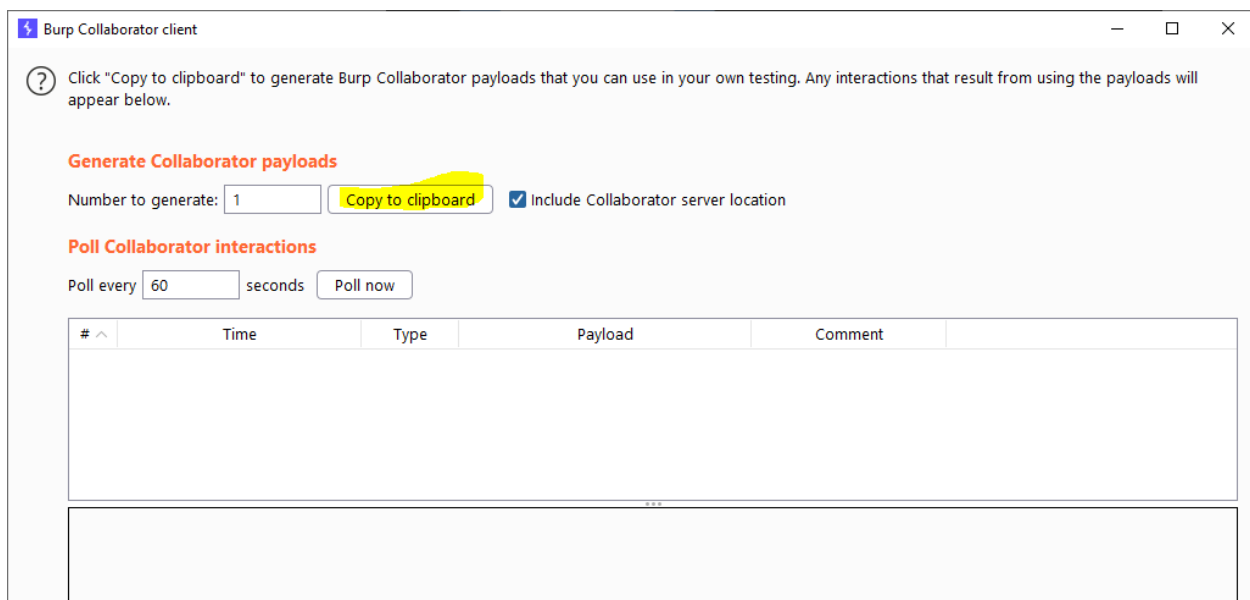 Burp Collaborator client
Click "Copy to clipboard" to generate Burp Collaborator payloads that you can use in your own testing. Any interactions that result from using the payloads will
appear below.
Generate Collaborator payloads
Number to generate: 1 Copy to clipboard Include Collaborator server location
Poll Collaborator interactions
Poll every 60 seconds Poll now
# Time Type Payload Comment